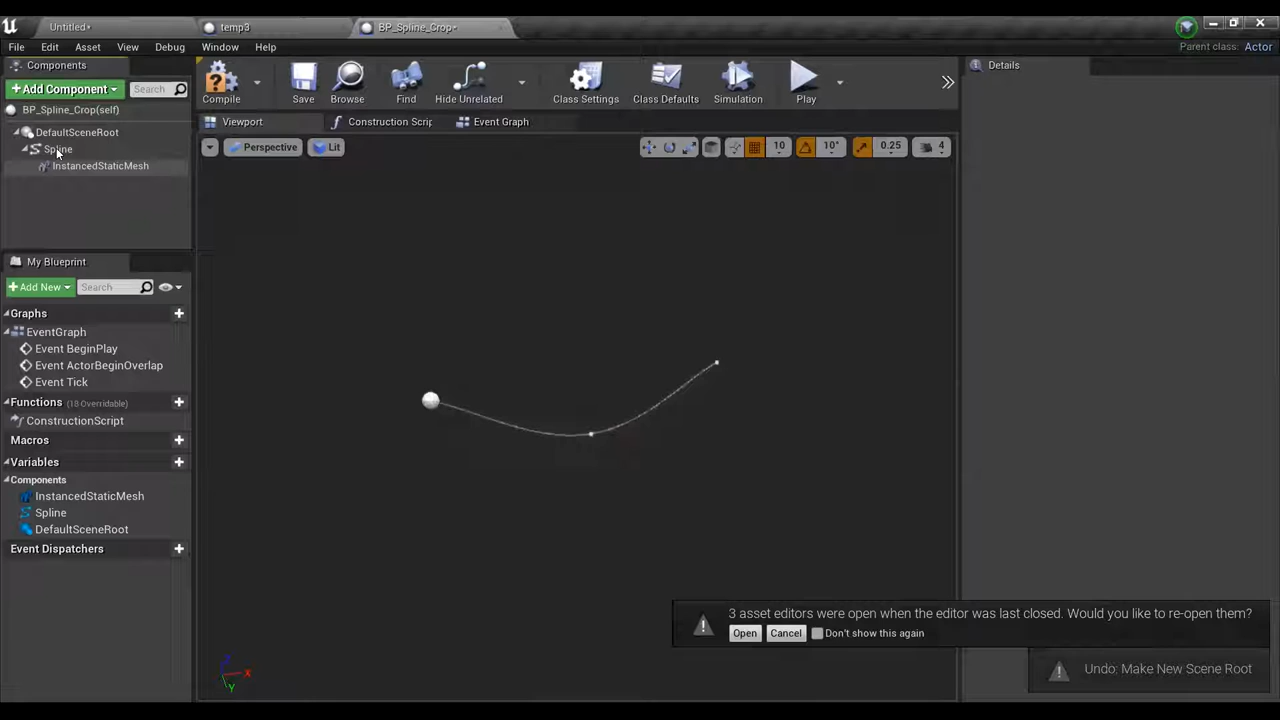 Untitled*
temp3
BP_Spline_Crop*
File Edit Asset View Debug Window Help
Parent class: Actor
Components
Details
+Add Component
Search
Compile
Save
Browse
Find
Hide Unrelated
Class Settings
Class Defaults
Simulation
Play
BP_Spline_Crop(self)
Viewport
Construction Scrip
Event Graph
DefaultSceneRoot
Spline
InstancedStaticMesh
Perspective
Lit
10
10°
0.25
4
My Blueprint
+Add New
Search
Graphs
EventGraph
Event BeginPlay
Event ActorBeginOverlap
Event Tick
Functions (18 Overridable)
ConstructionScript
Macros
Variables
Components
InstancedStaticMesh
Spline
DefaultSceneRoot
Event Dispatchers
3 asset editors were open when the editor was last closed. Would you like to re-open them?
Open Cancel Don't show this again
Undo: Make New Scene Root
Z
X
Y